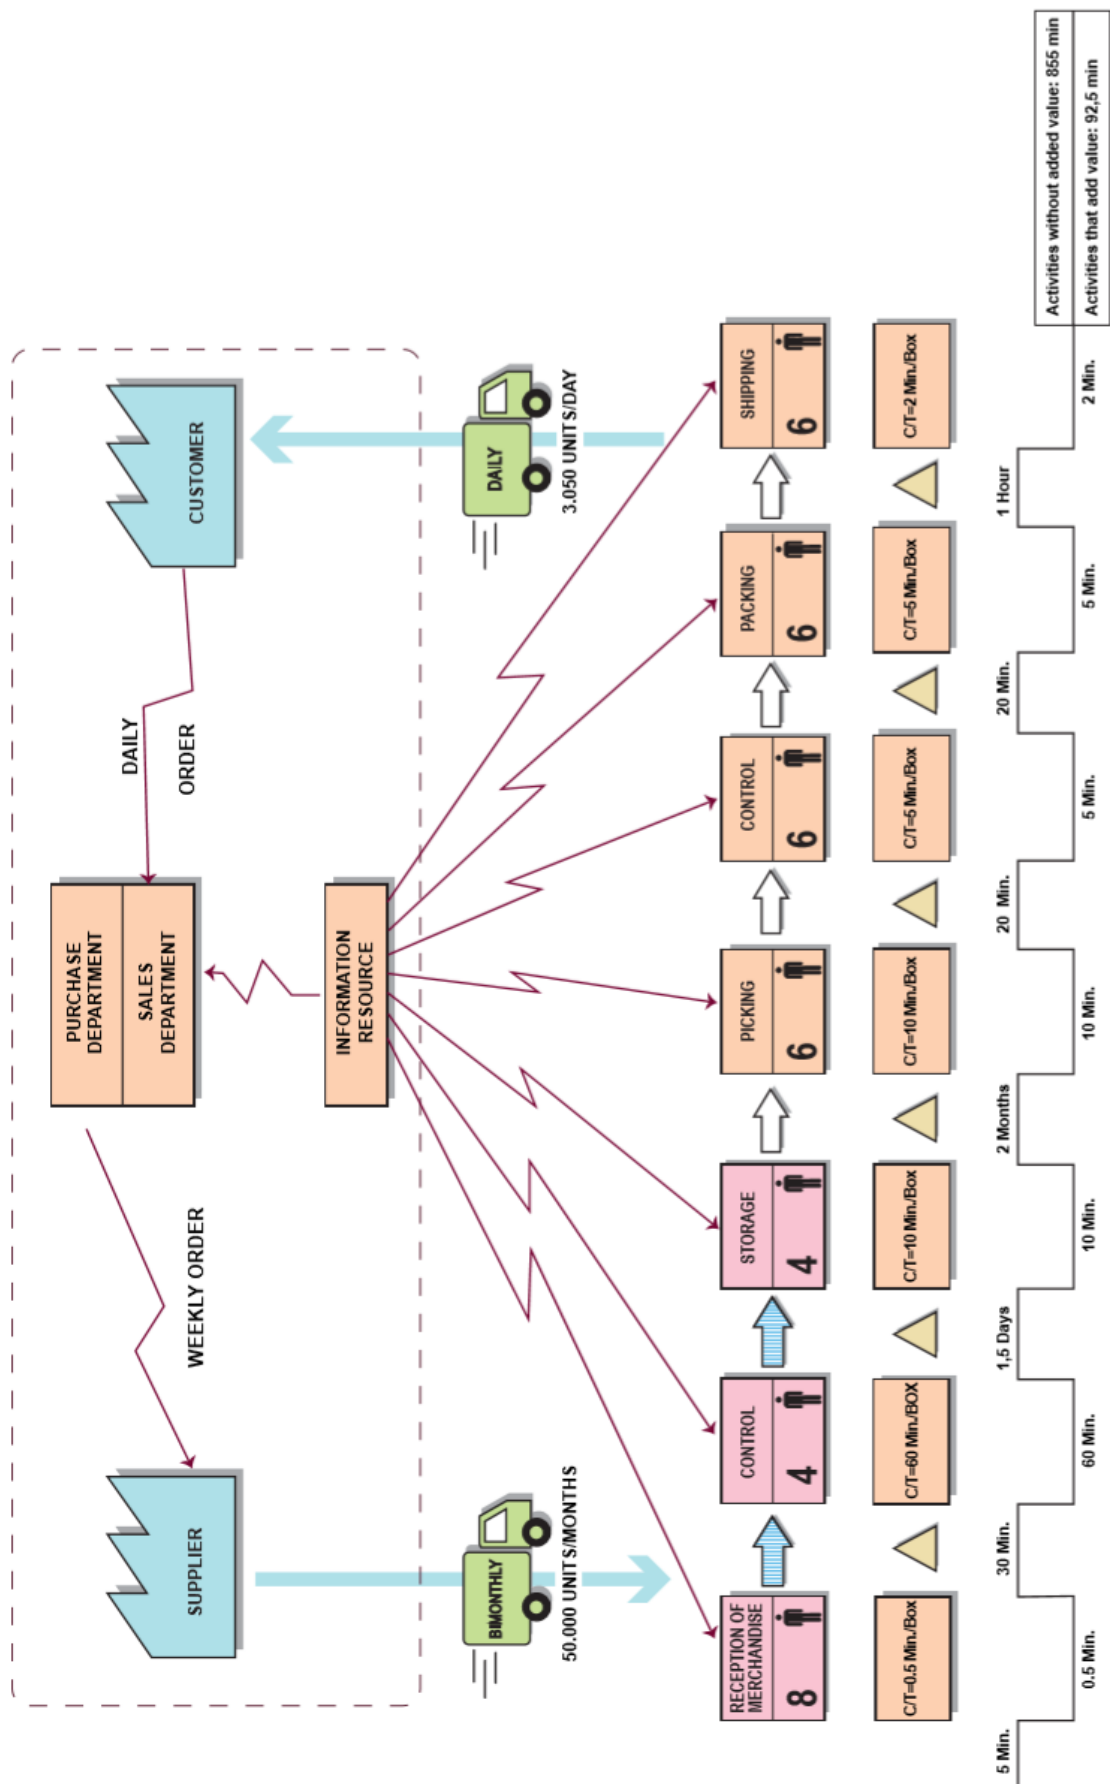 SUPPLIER
WEEKLY ORDER
PURCHASE
DEPARTMENT
SALES
DEPARTMENT
DAILY
ORDER
CUSTOMER
INFORMATION
RESOURCE
BIMONTHLY
50.000 UNITS/MONTHS
DAILY
3.050 UNITS/DAY
RECEPTION OF
MERCHANDISE
8
CONTROL
4
STORAGE
4
PICKING
6
CONTROL
6
PACKING
6
SHIPPING
6
C/T=0.5 Min./Box
C/T=60 Min./BOX
C/T=10 Min./Box
C/T=10 Min./Box
C/T=5 Min./Box
C/T=5 Min./Box
C/T=2 Min./Box
5 Min.
30 Min.
1,5 Days
2 Months
20 Min.
20 Min.
1 Hour
0.5 Min.
60 Min.
10 Min.
10 Min.
5 Min.
5 Min.
2 Min.
Activities without added value: 855 min
Activities that add value: 92,5 min